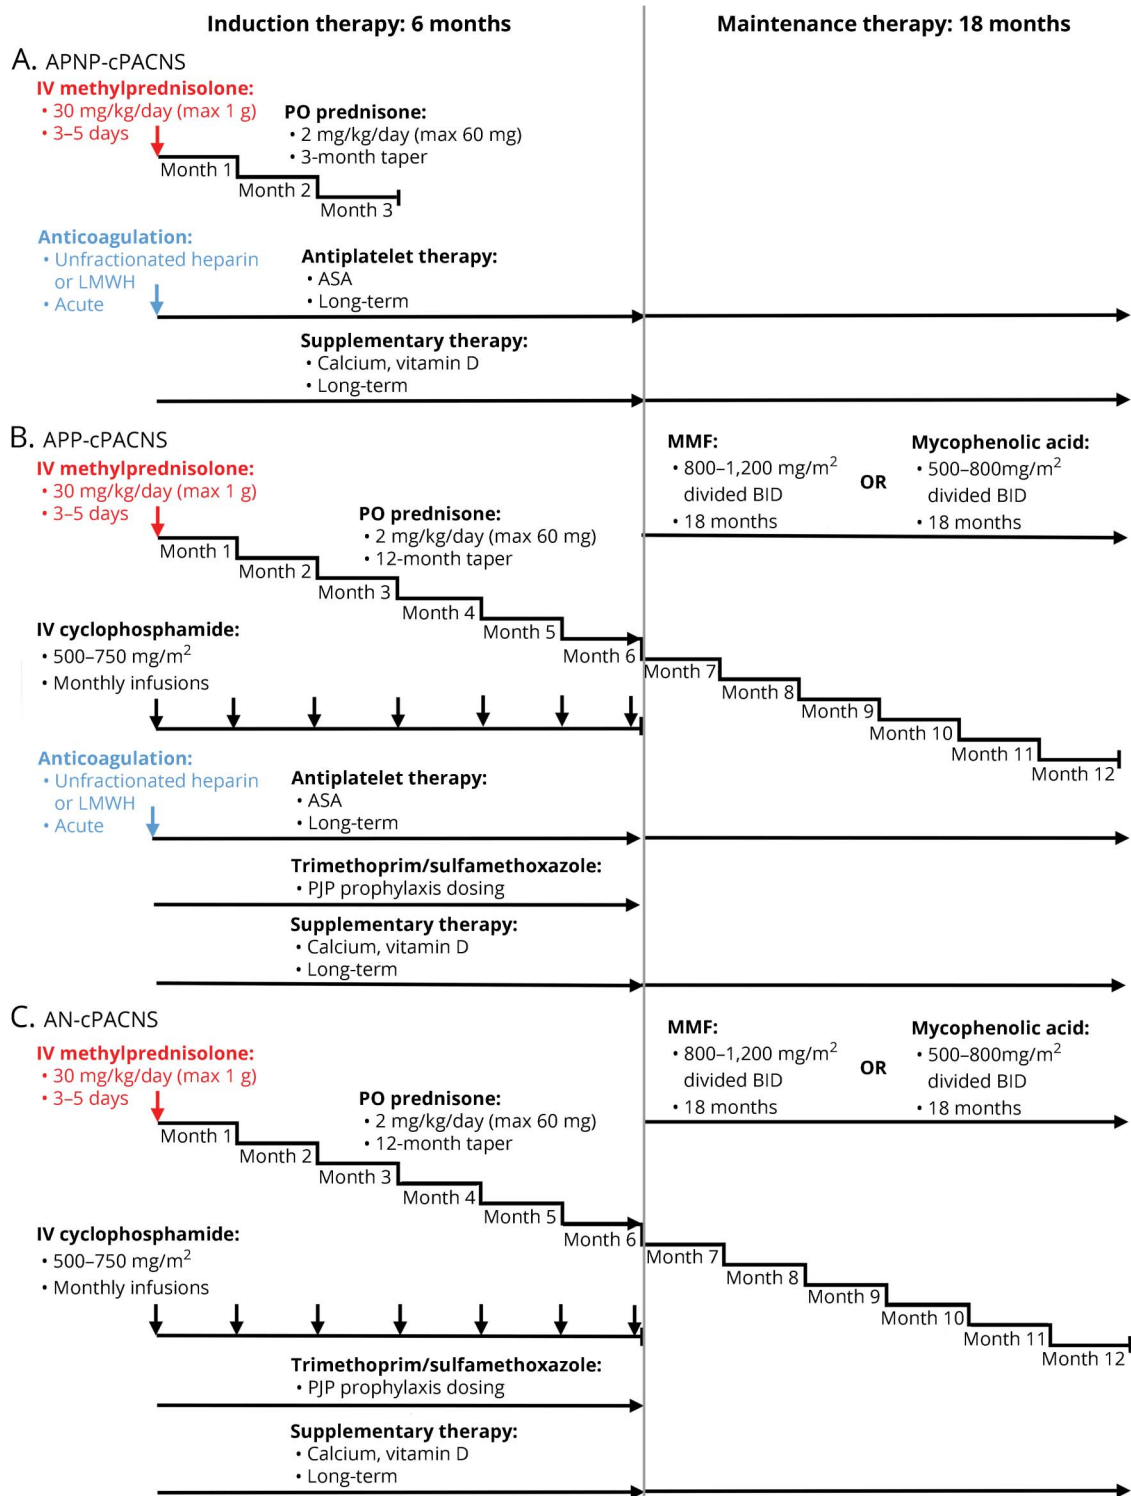 Induction therapy: 6 months
Maintenance therapy: 18 months
A. APNP-cPACNS
IV methylprednisolone:
• 30 mg/kg/day (max 1 g)
• 3–5 days
PO prednisone:
• 2 mg/kg/day (max 60 mg)
• 3-month taper
Month 1
Month 2
Month 3
Anticoagulation:
• Unfractionated heparin
or LMWH
• Acute
Antiplatelet therapy:
• ASA
• Long-term
Supplementary therapy:
• Calcium, vitamin D
• Long-term
B. APP-cPACNS
IV methylprednisolone:
• 30 mg/kg/day (max 1 g)
• 3–5 days
PO prednisone:
• 2 mg/kg/day (max 60 mg)
• 12-month taper
MMF:
• 800–1,200 mg/m²
divided BID
• 18 months
OR
Mycophenolic acid:
• 500–800mg/m²
divided BID
• 18 months
Month 1
Month 2
Month 3
Month 4
Month 5
Month 6
Month 7
Month 8
Month 9
Month 10
Month 11
Month 12
IV cyclophosphamide:
• 500–750 mg/m²
• Monthly infusions
Anticoagulation:
• Unfractionated heparin
or LMWH
• Acute
Antiplatelet therapy:
• ASA
• Long-term
Trimethoprim/sulfamethoxazole:
• PJP prophylaxis dosing
Supplementary therapy:
• Calcium, vitamin D
• Long-term
C. AN-cPACNS
IV methylprednisolone:
• 30 mg/kg/day (max 1 g)
• 3–5 days
PO prednisone:
• 2 mg/kg/day (max 60 mg)
• 12-month taper
MMF:
• 800–1,200 mg/m²
divided BID
• 18 months
OR
Mycophenolic acid:
• 500–800mg/m²
divided BID
• 18 months
Month 1
Month 2
Month 3
Month 4
Month 5
Month 6
Month 7
Month 8
Month 9
Month 10
Month 11
Month 12
IV cyclophosphamide:
• 500–750 mg/m²
• Monthly infusions
Trimethoprim/sulfamethoxazole:
• PJP prophylaxis dosing
Supplementary therapy:
• Calcium, vitamin D
• Long-term